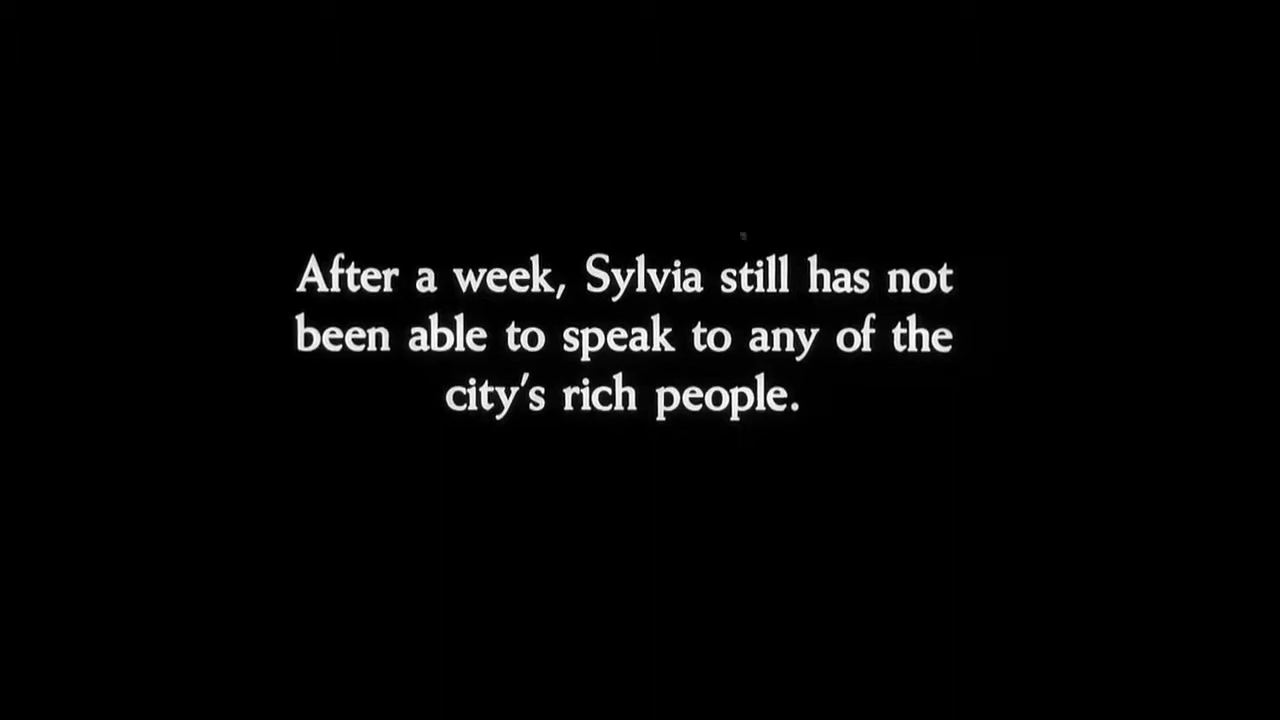 After a week, Sylvia still has not
been able to speak to any of the
city's rich people.